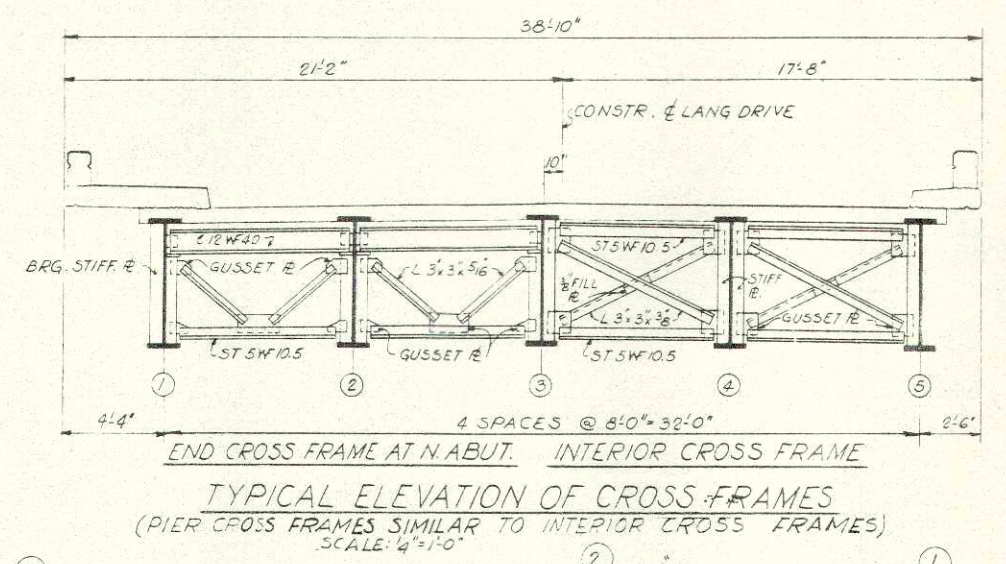 38'-10"
21'-2"
17'-8"
CONSTR. ℄ LANG DRIVE
10"
12 WF 40
ST 5 WF 10.5
BRG. STIFF. ℄
GUSSET ℄
L 3"x 3"x 5/16"
3/8" FILL ℄
STIFF ℄.
L 3"x 3"x 3/8"
GUSSET ℄
GUSSET ℄
ST 5 WF 10.5
ST 5 WF 10.5
1 2 3 4 5
4'-4"
4 SPACES @ 8'-0" = 32'-0"
2'-6"
END CROSS FRAME AT N. ABUT.
INTERIOR CROSS FRAME
TYPICAL ELEVATION OF CROSS FRAMES
(PIER CROSS FRAMES SIMILAR TO INTERIOR CROSS FRAMES)
SCALE: 1/4" = 1'-0"
2
1